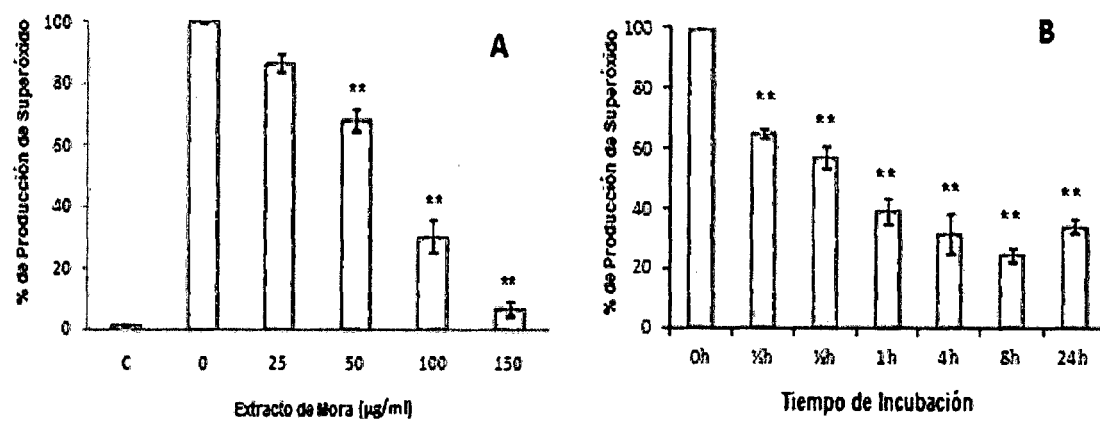 A
% de Producción de Superóxido
100
80
60
40
20
0
**
**
**
C 0 25 50 100 150
Extracto de Mora (µg/ml)
B
% de Producción de Superóxido
100
80
60
40
20
0
**
**
**
**
**
**
0h ½h 1h 4h 8h 24h
Tiempo de Incubación